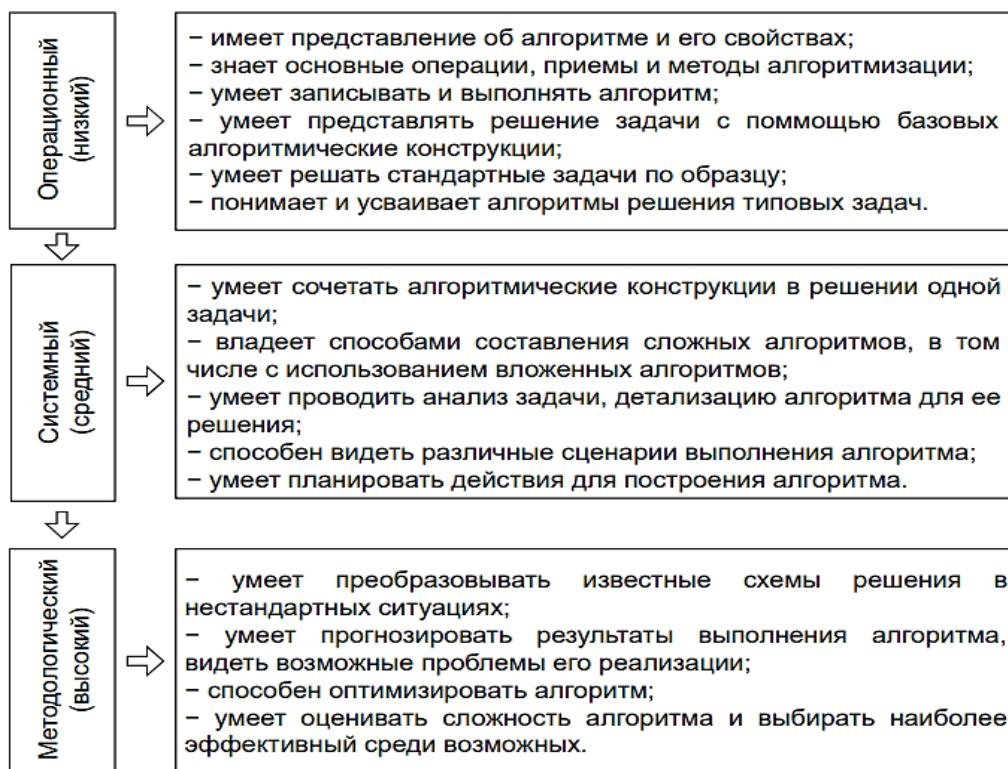 Операционный
(низкий)
− имеет представление об алгоритме и его свойствах;
− знает основные операции, приемы и методы алгоритмизации;
− умеет записывать и выполнять алгоритм;
− умеет представлять решение задачи с поммощью базовых
алгоритмические конструкции;
− умеет решать стандартные задачи по образцу;
− понимает и усваивает алгоритмы решения типовых задач.
Системный
(средний)
− умеет сочетать алгоритмические конструкции в решении одной
задачи;
− владеет способами составления сложных алгоритмов, в том
числе с использованием вложенных алгоритмов;
− умеет проводить анализ задачи, детализацию алгоритма для ее
решения;
− способен видеть различные сценарии выполнения алгоритма;
− умеет планировать действия для построения алгоритма.
Методологический
(высокий)
− умеет преобразовывать известные схемы решения в
нестандартных ситуациях;
− умеет прогнозировать результаты выполнения алгоритма,
видеть возможные проблемы его реализации;
− способен оптимизировать алгоритм;
− умеет оценивать сложность алгоритма и выбирать наиболее
эффективный среди возможных.